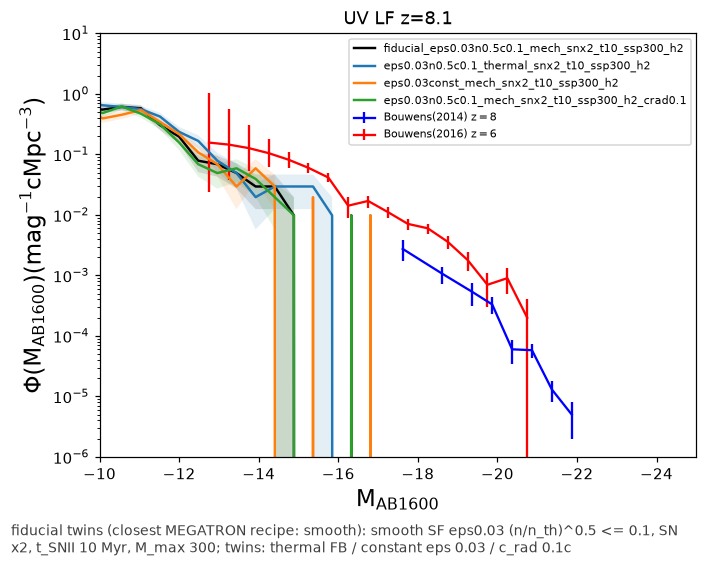 UV LF z=8.1
fiducial_eps0.03n0.5c0.1_mech_snx2_t10_ssp300_h2
eps0.03n0.5c0.1_thermal_snx2_t10_ssp300_h2
eps0.03const_mech_snx2_t10_ssp300_h2
eps0.03n0.5c0.1_mech_snx2_t10_ssp300_h2_crad0.1
Bouwens(2014) z = 8
Bouwens(2016) z = 6
Φ(M_AB1600)(mag⁻¹cMpc⁻³)
10¹
10⁰
10⁻¹
10⁻²
10⁻³
10⁻⁴
10⁻⁵
10⁻⁶
−10 −12 −14 −16 −18 −20 −22 −24
M_AB1600
fiducial twins (closest MEGATRON recipe: smooth): smooth SF eps0.03 (n/n_th)^0.5 <= 0.1, SN
x2, t_SNII 10 Myr, M_max 300; twins: thermal FB / constant eps 0.03 / c_rad 0.1c